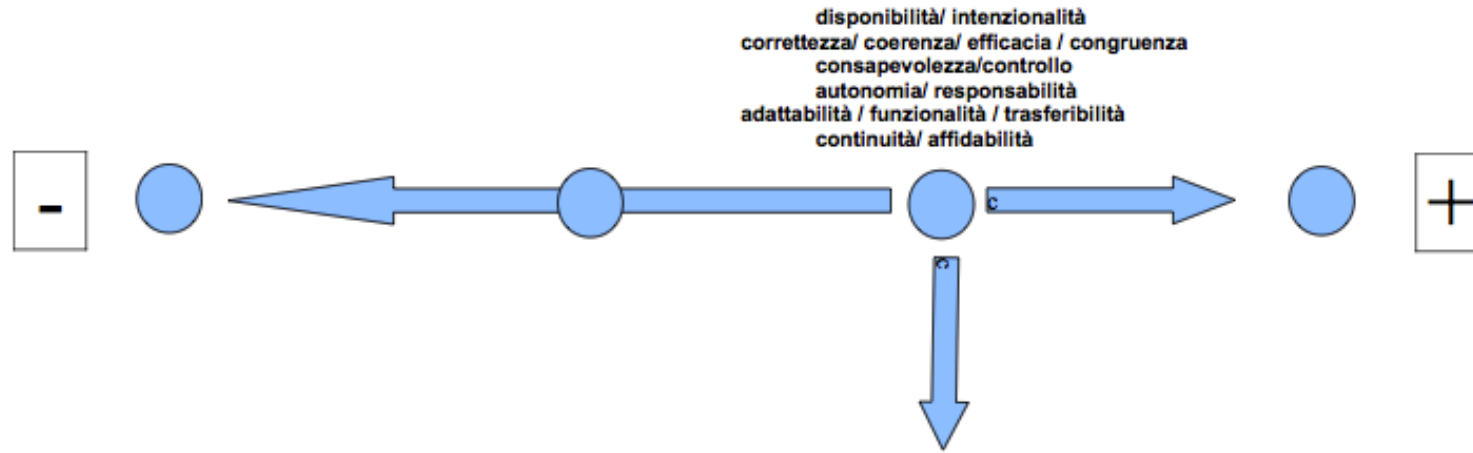 disponibilità/ intenzionalità
correttezza/ coerenza/ efficacia / congruenza
consapevolezza/controllo
autonomia/ responsabilità
adattabilità / funzionalità / trasferibilità
continuità/ affidabilità
-
+
c
c